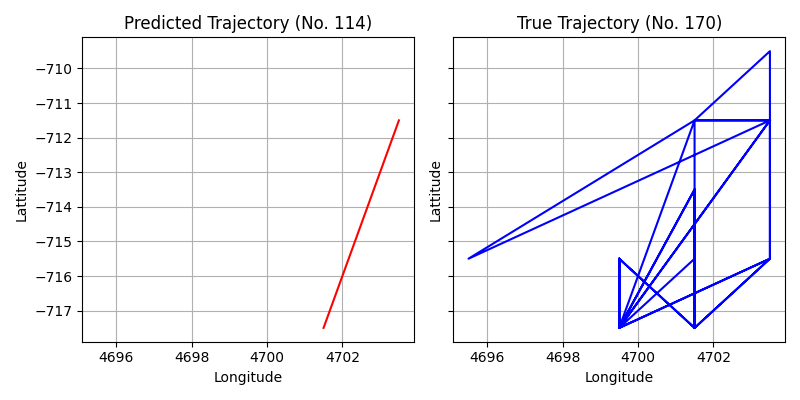 Predicted Trajectory (No. 114)
True Trajectory (No. 170)
−710
−711
−712
−713
−714
−715
−716
−717
Lattitude
Lattitude
4696 4698 4700 4702
4696 4698 4700 4702
Longitude
Longitude